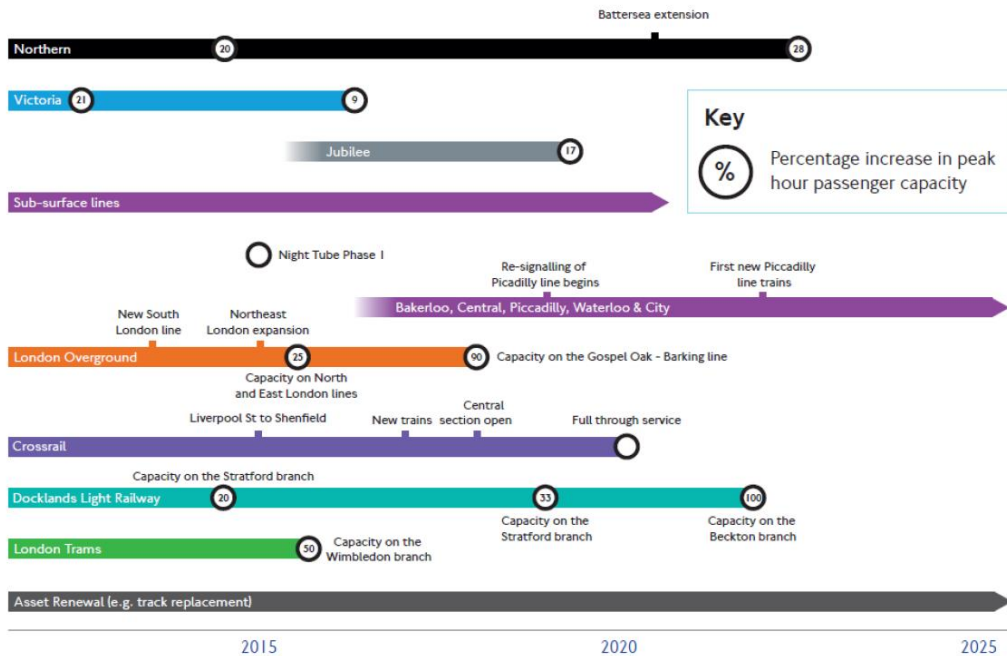 Battersea extension
Northern
20
28
Victoria
21
9
Key
%
Percentage increase in peak
hour passenger capacity
Jubilee
17
Sub-surface lines
Night Tube Phase 1
Re-signalling of
Picadilly line begins
First new Piccadilly
line trains
Bakerloo, Central, Piccadilly, Waterloo & City
New South
London line
Northeast
London expansion
London Overground
25
90
Capacity on the Gospel Oak - Barking line
Capacity on North
and East London lines
Liverpool St to Shenfield
New trains
Central
section open
Full through service
Crossrail
Capacity on the Stratford branch
Docklands Light Railway
20
33
100
Capacity on the
Stratford branch
Capacity on the
Beckton branch
London Trams
50
Capacity on the
Wimbledon branch
Asset Renewal (e.g. track replacement)
2015
2020
2025